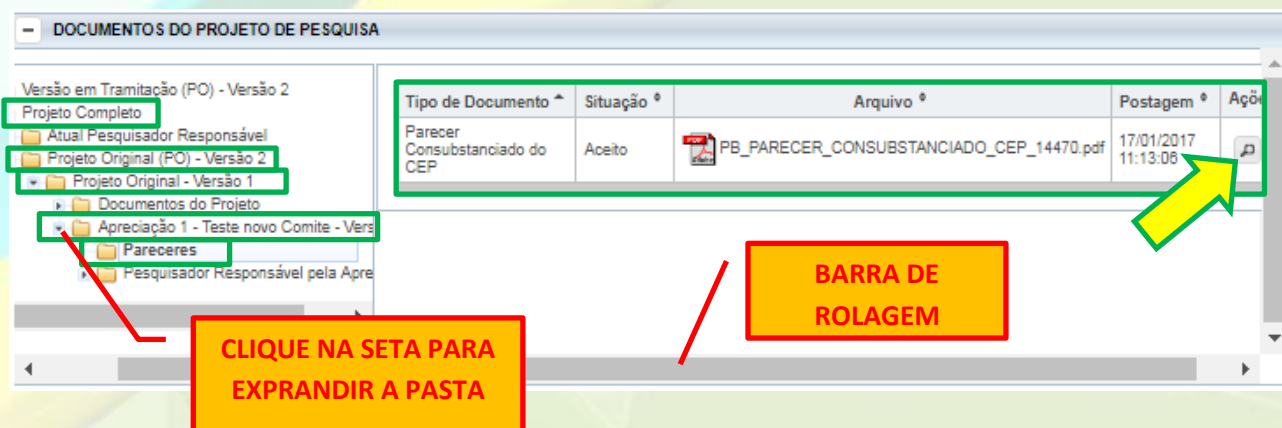 DOCUMENTOS DO PROJETO DE PESQUISA
Versão em Tramitação (PO) - Versão 2
Projeto Completo
Atual Pesquisador Responsável
Projeto Original (PO) - Versão 2
Projeto Original - Versão 1
Documentos do Projeto
Apreciação 1 - Teste novo Comite - Vers
Pareceres
Pesquisador Responsável pela Apre
Tipo de Documento Situação Arquivo Postagem Açõe
Parecer
Consubstanciado do
CEP
Aceito
PB_PARECER_CONSUBSTANCIADO_CEP_14470.pdf
17/01/2017
11:13:06
BARRA DE
ROLAGEM
CLIQUE NA SETA PARA
EXPRANDIR A PASTA